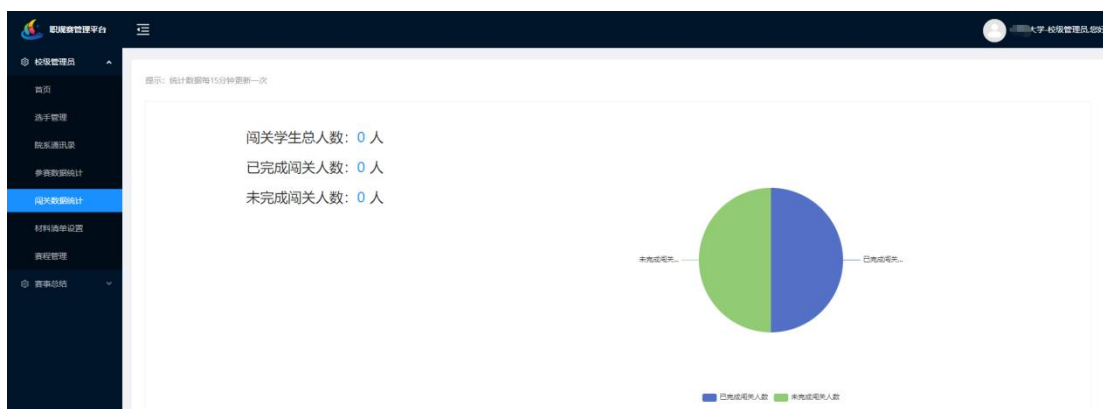 职规赛管理平台
大学-校级管理员,您好
校级管理员
首页
选手管理
院系通讯录
参赛数据统计
闯关数据统计
材料清单设置
赛程管理
赛事总结
提示：统计数据每15分钟更新一次
闯关学生总人数：0 人
已完成闯关人数：0 人
未完成闯关人数：0 人
未完成闯关...
已完成闯关...
已完成闯关人数 未完成闯关人数